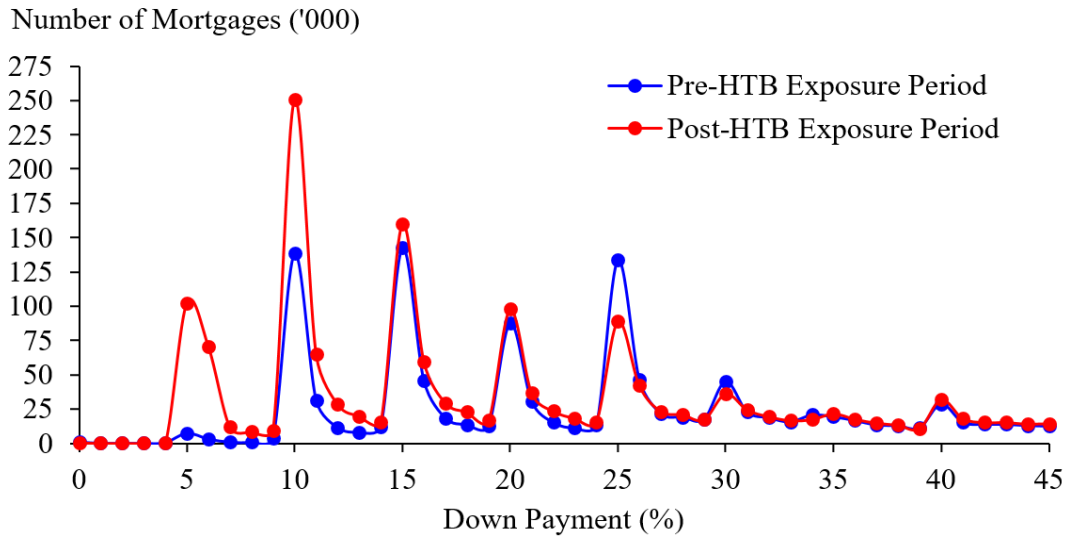 Number of Mortgages ('000)
275
250
225
200
175
150
125
100
75
50
25
0
Pre-HTB Exposure Period
Post-HTB Exposure Period
0 5 10 15 20 25 30 35 40 45
Down Payment (%)